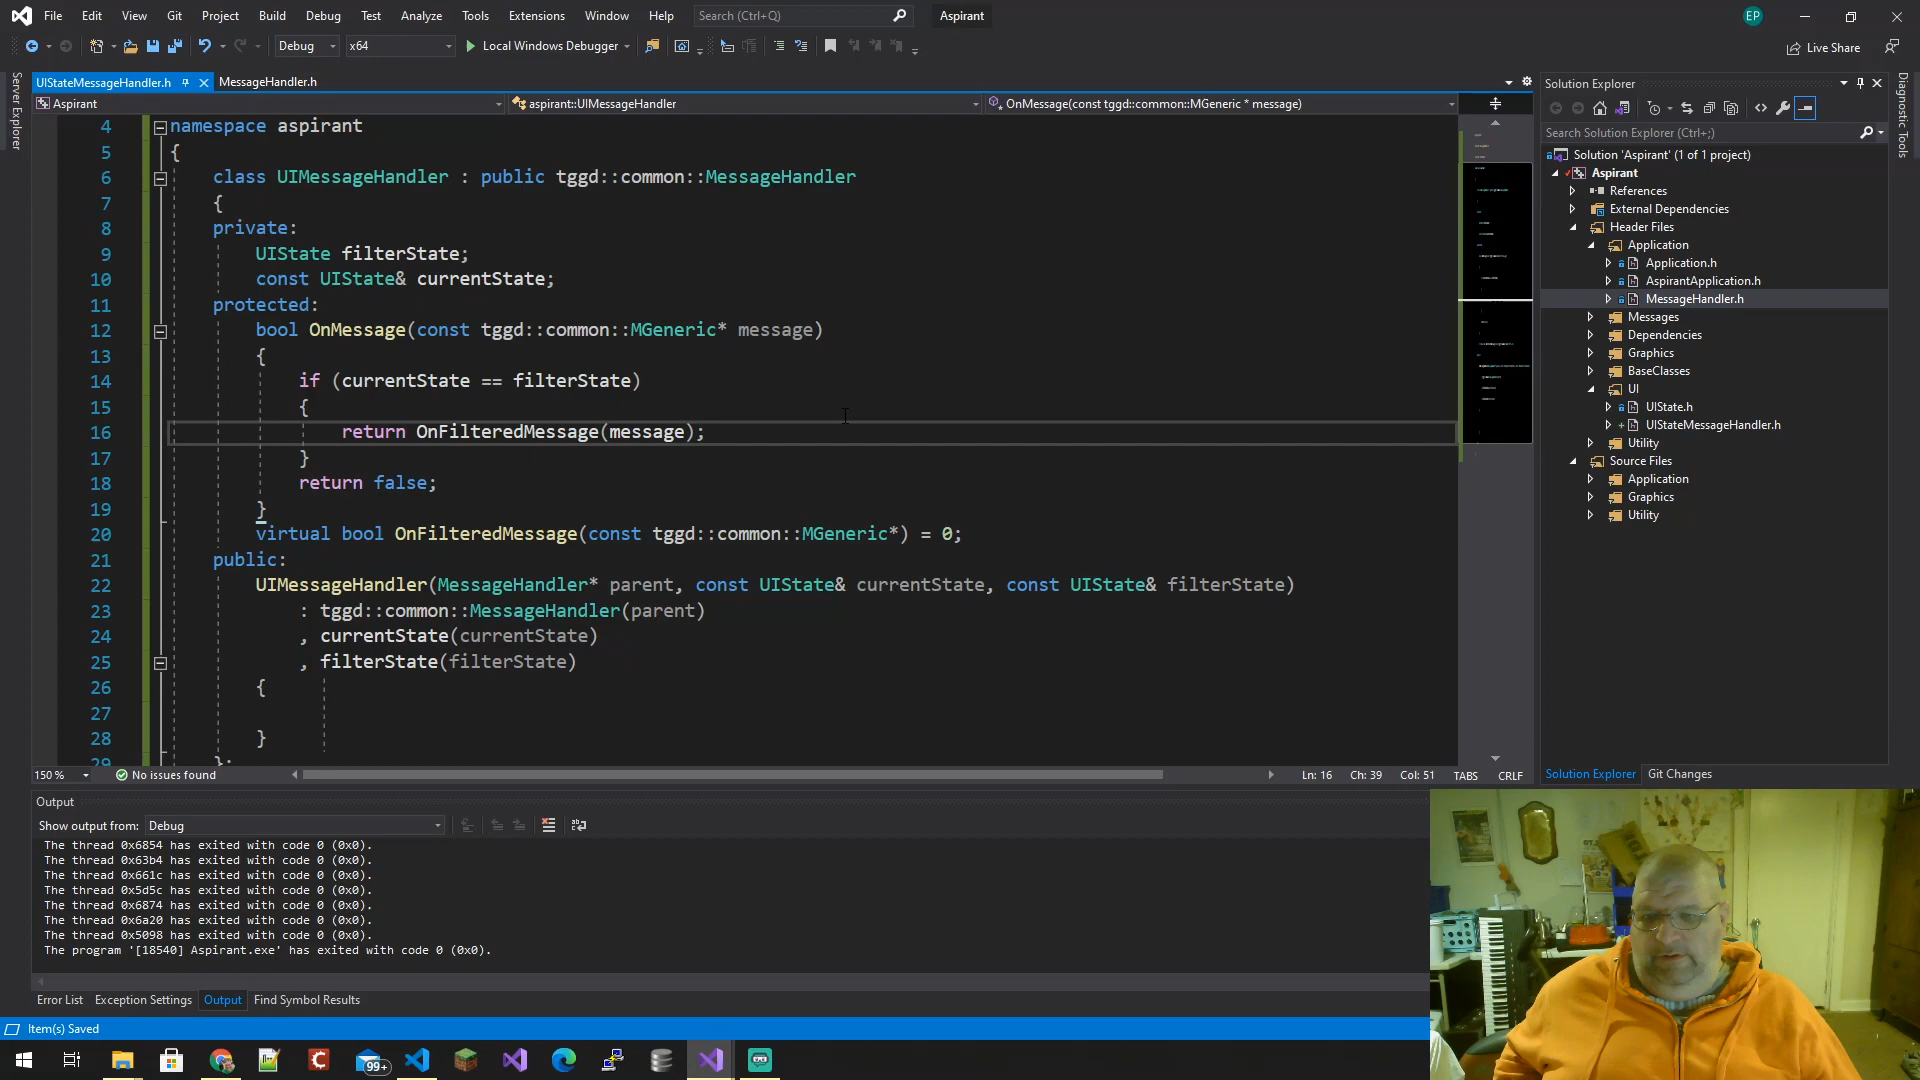 File Edit View Git Project Build Debug Test Analyze Tools Extensions Window Help Search (Ctrl+Q) Aspirant EP
Debug x64 Local Windows Debugger Live Share
Server Explorer
UIStateMessageHandler.h MessageHandler.h
Aspirant aspirant::UIMessageHandler OnMessage(const tggd::common::MGeneric * message)
4 namespace aspirant
5 {
6 class UIMessageHandler : public tggd::common::MessageHandler
7 {
8 private:
9 UIState filterState;
10 const UIState& currentState;
11 protected:
12 bool OnMessage(const tggd::common::MGeneric* message)
13 {
14 if (currentState == filterState)
15 {
16 return OnFilteredMessage(message);
17 }
18 return false;
19 }
20 virtual bool OnFilteredMessage(const tggd::common::MGeneric*) = 0;
21 public:
22 UIMessageHandler(MessageHandler* parent, const UIState& currentState, const UIState& filterState)
23 : tggd::common::MessageHandler(parent)
24 , currentState(currentState)
25 , filterState(filterState)
26 {
27
28 }
29 };
150 % No issues found Ln: 16 Ch: 39 Col: 51 TABS CRLF
Solution Explorer
Search Solution Explorer (Ctrl+;)
Solution 'Aspirant' (1 of 1 project)
Aspirant
References
External Dependencies
Header Files
Application
Application.h
AspirantApplication.h
MessageHandler.h
Messages
Dependencies
Graphics
BaseClasses
UI
UIState.h
UIStateMessageHandler.h
Utility
Source Files
Application
Graphics
Utility
Solution Explorer Git Changes
Diagnostic Tools
Output
Show output from: Debug
The thread 0x6854 has exited with code 0 (0x0).
The thread 0x63b4 has exited with code 0 (0x0).
The thread 0x661c has exited with code 0 (0x0).
The thread 0x5d5c has exited with code 0 (0x0).
The thread 0x6874 has exited with code 0 (0x0).
The thread 0x6a20 has exited with code 0 (0x0).
The thread 0x5098 has exited with code 0 (0x0).
The program '[18540] Aspirant.exe' has exited with code 0 (0x0).
Error List Exception Settings Output Find Symbol Results
Item(s) Saved
99+